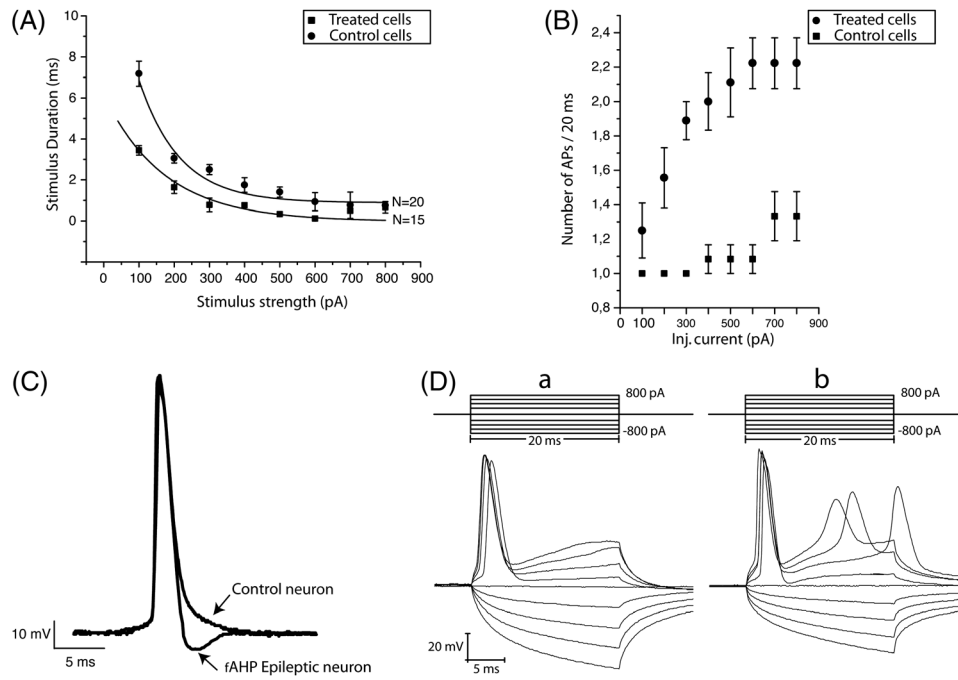 (A)
Treated cells
Control cells
Stimulus Duration (ms)
10
8
6
4
2
0
N=20
N=15
0 100 200 300 400 500 600 700 800 900
Stimulus strength (pA)
(B)
Treated cells
Control cells
Number of APs / 20 ms
2,4
2,2
2,0
1,8
1,6
1,4
1,2
1,0
0,8
0 100 300 500 700 900
Inj. current (pA)
(C)
Control neuron
fAHP Epileptic neuron
10 mV
5 ms
(D)
a
800 pA
-800 pA
20 ms
b
800 pA
-800 pA
20 ms
20 mV
5 ms